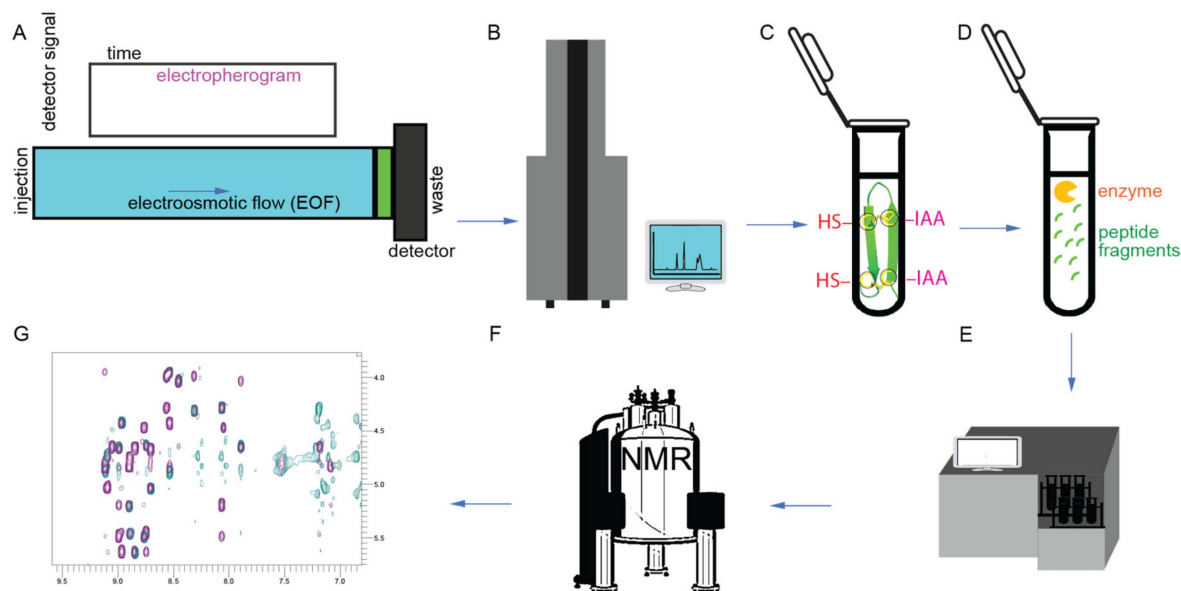 A
detector signal
time
electropherogram
injection
electroosmotic flow (EOF)
waste
detector
B
C
HS–
–IAA
HS–
–IAA
D
enzyme
peptide
fragments
G
4.0
4.5
5.0
5.5
9.5 9.0 8.5 8.0 7.5 7.0
F
NMR
E